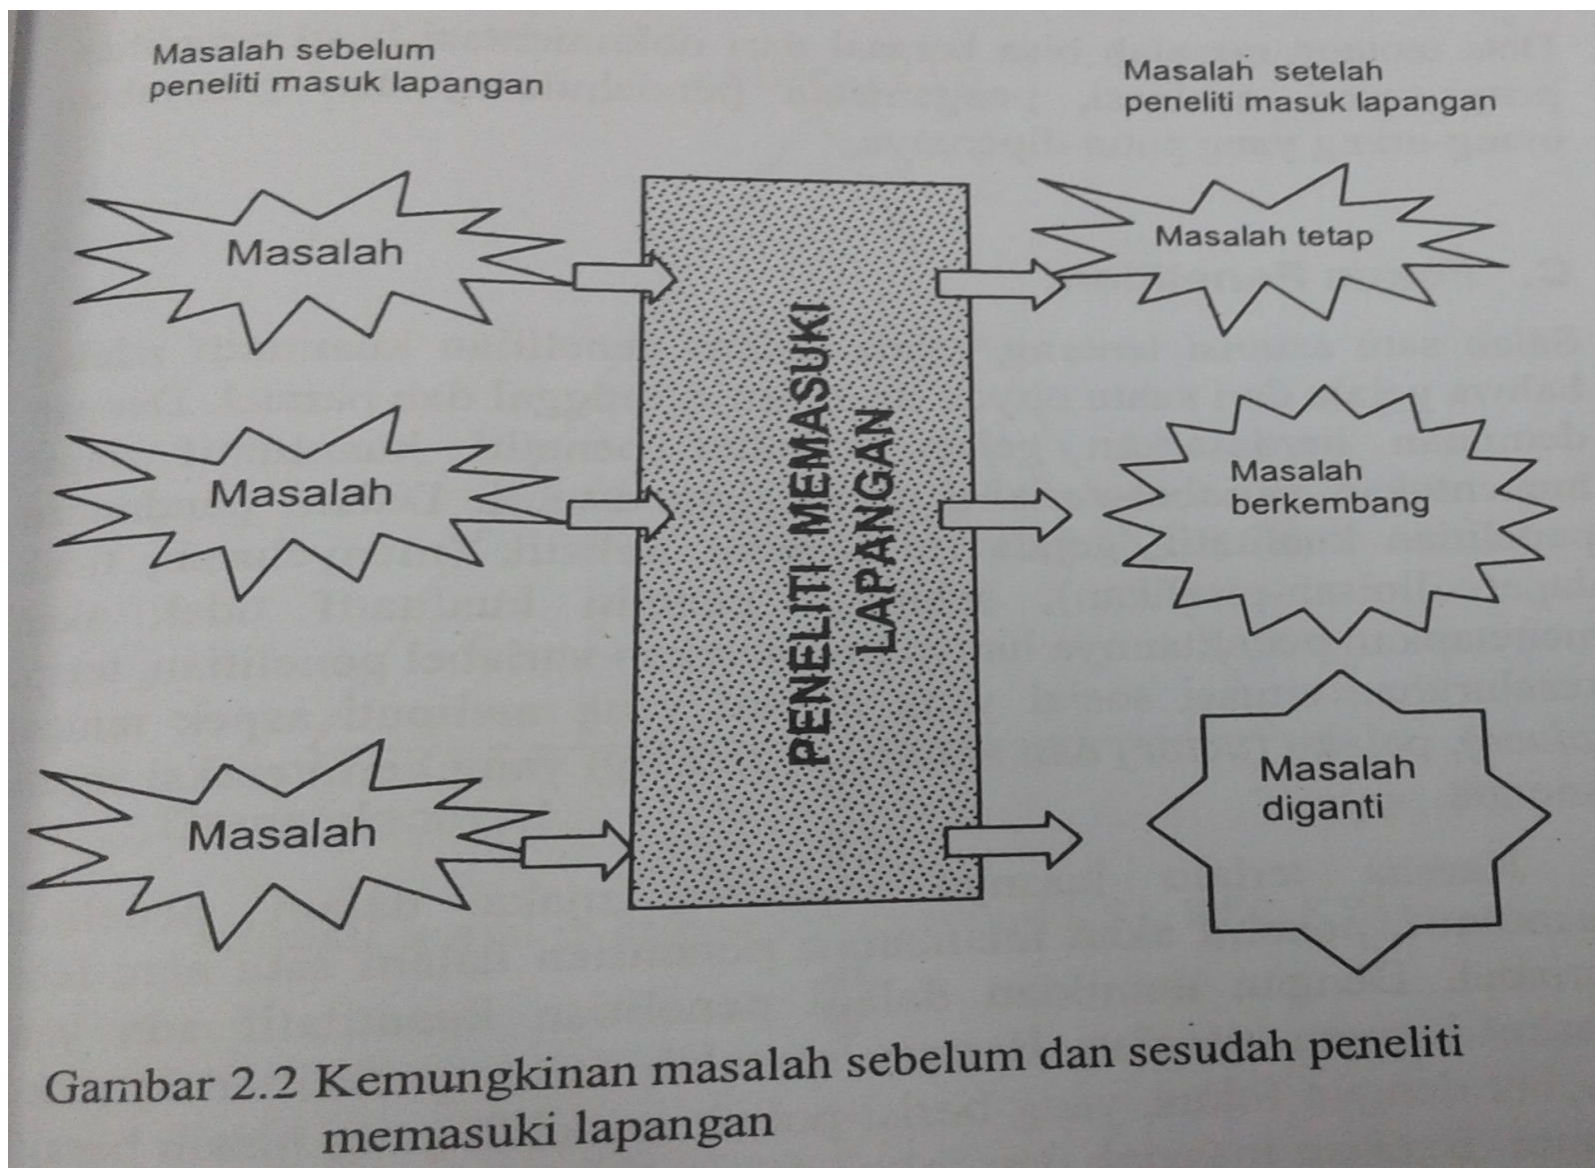 Masalah sebelum
peneliti masuk lapangan
Masalah setelah
peneliti masuk lapangan
Masalah
Masalah tetap
PENELITI MEMASUKI
LAPANGAN
Masalah
Masalah
berkembang
Masalah
Masalah
diganti
Gambar 2.2 Kemungkinan masalah sebelum dan sesudah peneliti
memasuki lapangan